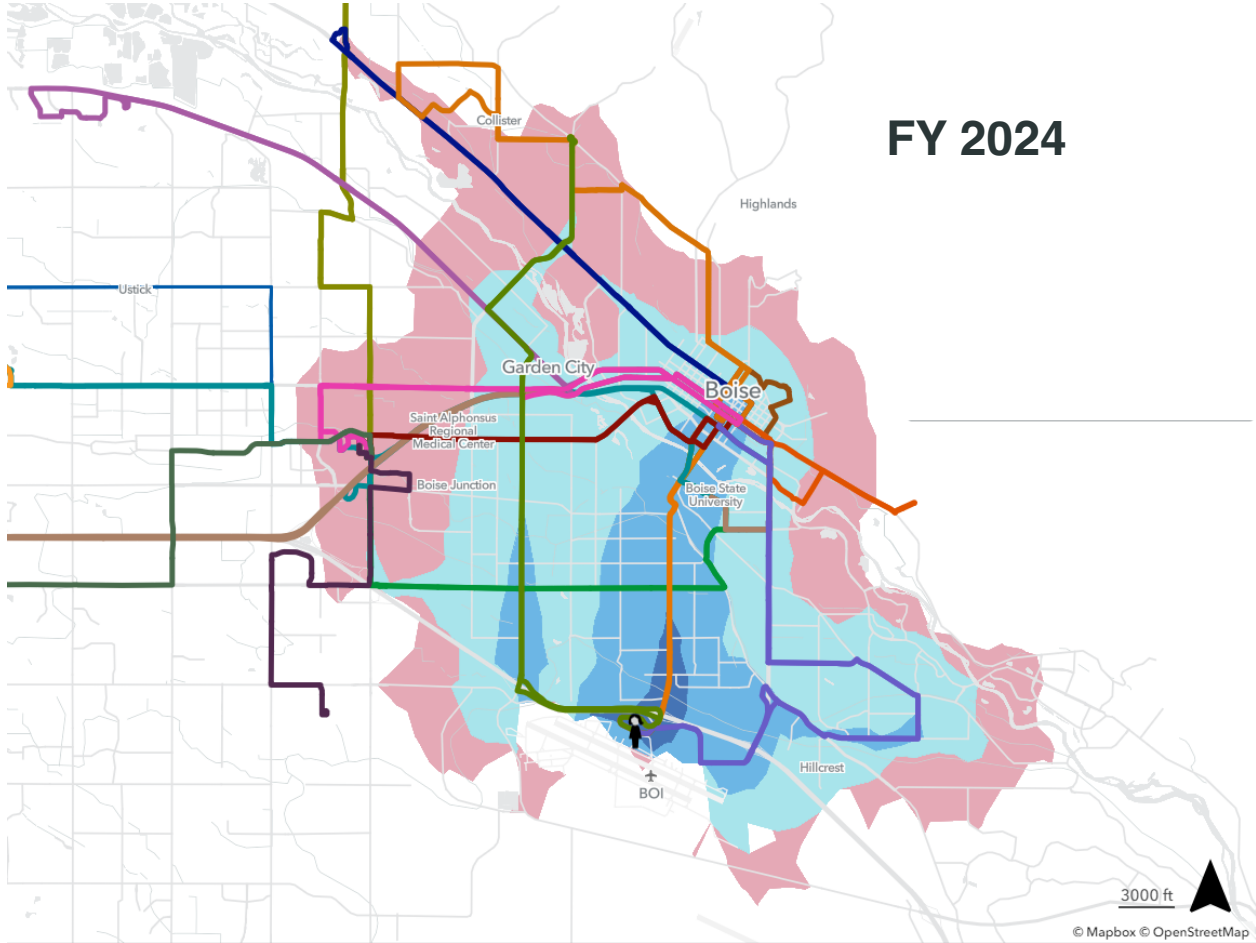 FY 2024
Collister
Highlands
Ustick
Garden City
Boise
Saint Alphonsus
Regional
Medical Center
Boise Junction
Boise State
University
Hillcrest
BOI
3000 ft
© Mapbox © OpenStreetMap